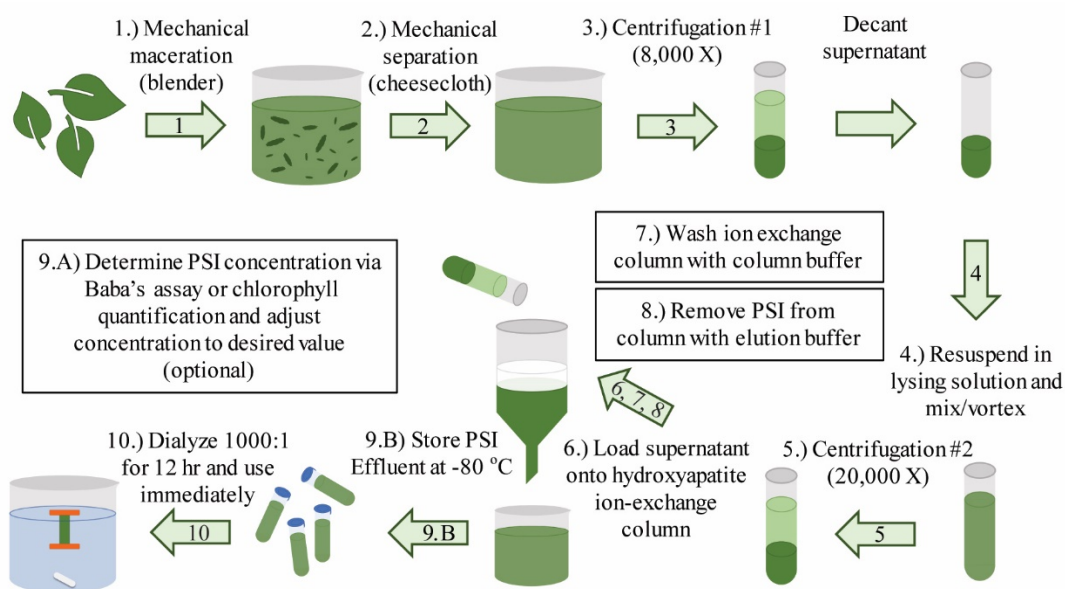 1.) Mechanical
maceration
(blender)
1
2.) Mechanical
separation
(cheesecloth)
2
3.) Centrifugation #1
(8,000 X)
3
Decant
supernatant
4
4.) Resuspend in
lysing solution and
mix/vortex
5.) Centrifugation #2
(20,000 X)
5
6.) Load supernatant
onto hydroxyapatite
ion-exchange
column
6, 7, 8
7.) Wash ion exchange
column with column buffer
8.) Remove PSI from
column with elution buffer
9.A) Determine PSI concentration via
Baba's assay or chlorophyll
quantification and adjust
concentration to desired value
(optional)
9.B) Store PSI
Effluent at -80 °C
9.B
10.) Dialyze 1000:1
for 12 hr and use
immediately
10